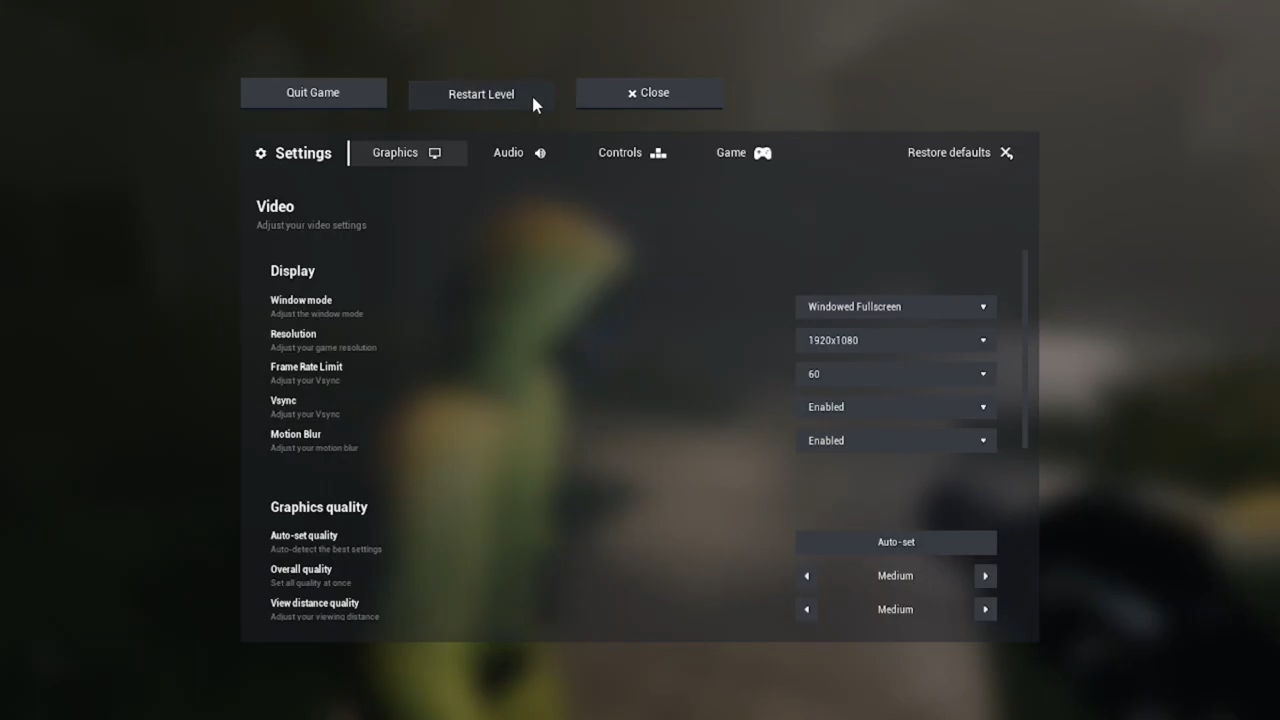 Quit Game
Restart Level
Close
Settings
Graphics
Audio
Controls
Game
Restore defaults
Video
Adjust your video settings
Display
Window mode
Windowed Fullscreen
Adjust the window mode
Resolution
1920x1080
Adjust your game resolution
Frame Rate Limit
60
Adjust your Vsync
Vsync
Enabled
Adjust your Vsync
Motion Blur
Enabled
Adjust your motion blur
Graphics quality
Auto-set quality
Auto-set
Auto-detect the best settings
Overall quality
Medium
Set all quality at once
View distance quality
Medium
Adjust your viewing distance